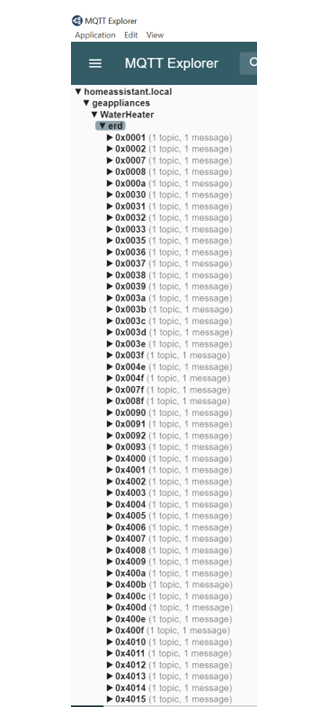 MQTT Explorer
Application Edit View
MQTT Explorer
▼ homeassistant.local
▼ geappliances
▼ WaterHeater
▼ erd
▶ 0x0001 (1 topic, 1 message)
▶ 0x0002 (1 topic, 1 message)
▶ 0x0007 (1 topic, 1 message)
▶ 0x0008 (1 topic, 1 message)
▶ 0x000a (1 topic, 1 message)
▶ 0x0030 (1 topic, 1 message)
▶ 0x0031 (1 topic, 1 message)
▶ 0x0032 (1 topic, 1 message)
▶ 0x0033 (1 topic, 1 message)
▶ 0x0035 (1 topic, 1 message)
▶ 0x0036 (1 topic, 1 message)
▶ 0x0037 (1 topic, 1 message)
▶ 0x0038 (1 topic, 1 message)
▶ 0x0039 (1 topic, 1 message)
▶ 0x003a (1 topic, 1 message)
▶ 0x003b (1 topic, 1 message)
▶ 0x003c (1 topic, 1 message)
▶ 0x003d (1 topic, 1 message)
▶ 0x003e (1 topic, 1 message)
▶ 0x003f (1 topic, 1 message)
▶ 0x004e (1 topic, 1 message)
▶ 0x004f (1 topic, 1 message)
▶ 0x007f (1 topic, 1 message)
▶ 0x008f (1 topic, 1 message)
▶ 0x0090 (1 topic, 1 message)
▶ 0x0091 (1 topic, 1 message)
▶ 0x0092 (1 topic, 1 message)
▶ 0x0093 (1 topic, 1 message)
▶ 0x4000 (1 topic, 1 message)
▶ 0x4001 (1 topic, 1 message)
▶ 0x4002 (1 topic, 1 message)
▶ 0x4003 (1 topic, 1 message)
▶ 0x4004 (1 topic, 1 message)
▶ 0x4005 (1 topic, 1 message)
▶ 0x4006 (1 topic, 1 message)
▶ 0x4007 (1 topic, 1 message)
▶ 0x4008 (1 topic, 1 message)
▶ 0x4009 (1 topic, 1 message)
▶ 0x400a (1 topic, 1 message)
▶ 0x400b (1 topic, 1 message)
▶ 0x400c (1 topic, 1 message)
▶ 0x400d (1 topic, 1 message)
▶ 0x400e (1 topic, 1 message)
▶ 0x400f (1 topic, 1 message)
▶ 0x4010 (1 topic, 1 message)
▶ 0x4011 (1 topic, 1 message)
▶ 0x4012 (1 topic, 1 message)
▶ 0x4013 (1 topic, 1 message)
▶ 0x4014 (1 topic, 1 message)
▶ 0x4015 (1 topic, 1 message)